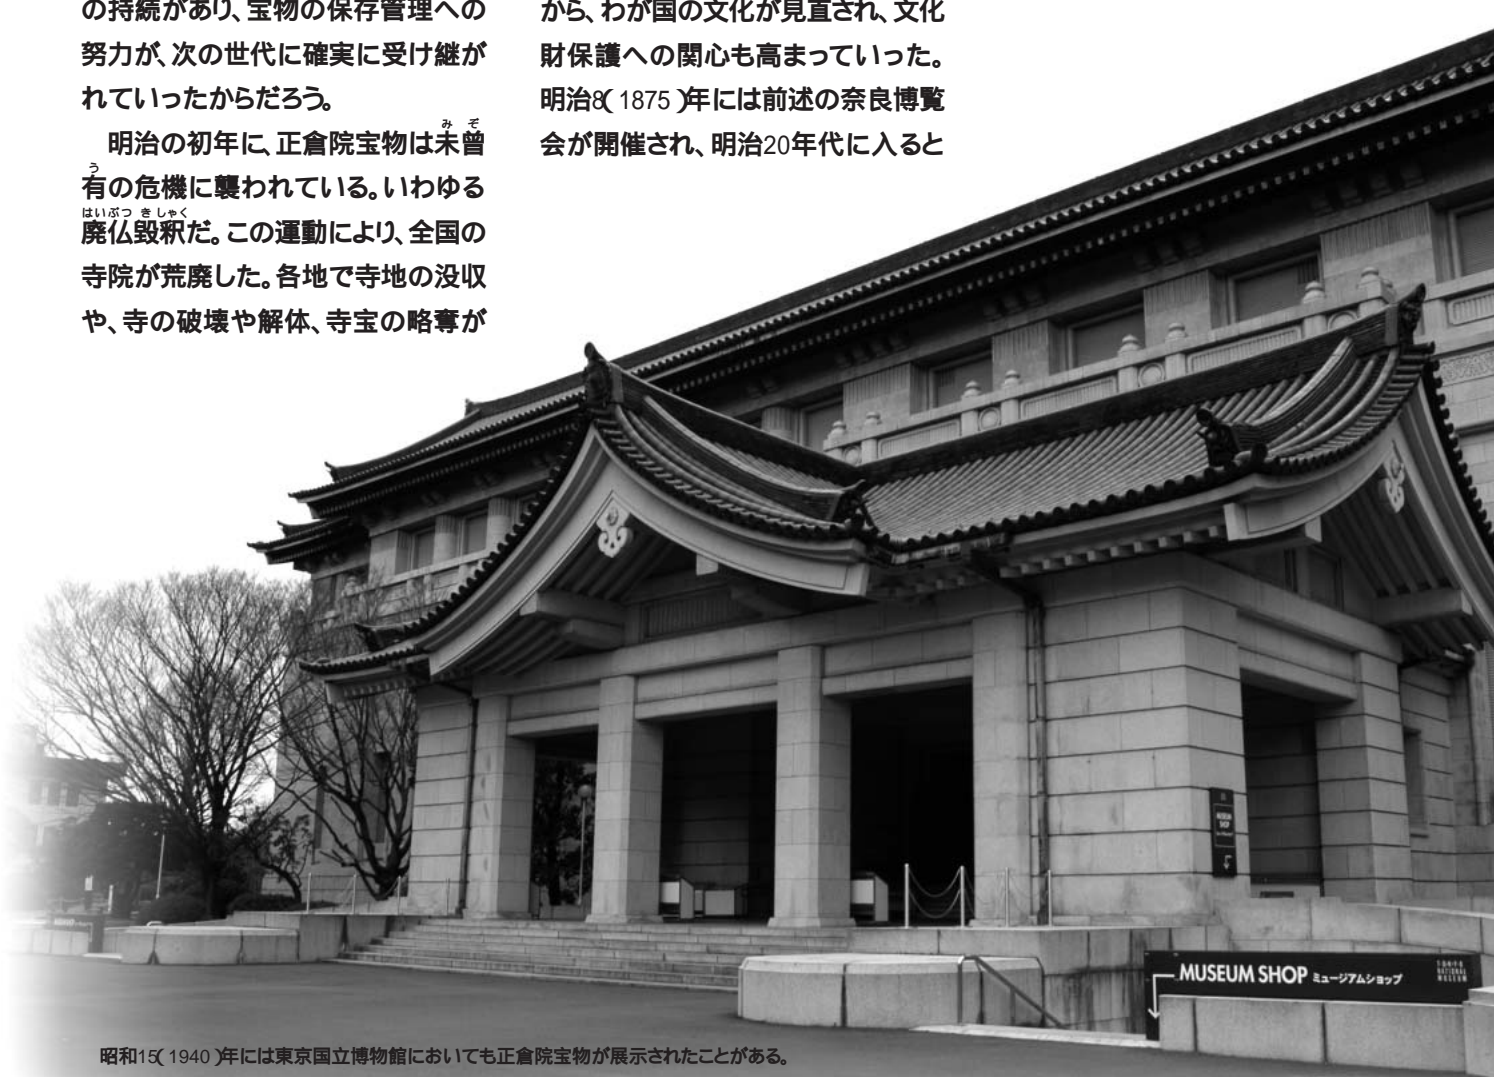 の持続があり、宝物の保存管理への
努力が、次の世代に確実に受け継が
れていったからだろう。
明治の初年に、正倉院宝物は未曾
有の危機に襲われている。いわゆる
廃仏毀釈だ。この運動により、全国の
寺院が荒廃した。各地で寺地の没収
や、寺の破壊や解体、寺宝の略奪が
から、わが国の文化が見直され、文化
財保護への関心も高まっていった。
明治8(1875)年には前述の奈良博覧
会が開催され、明治20年代に入ると
MUSEUM SHOP
MUSEUM SHOP ミュージアムショップ
昭和15(1940)年には東京国立博物館においても正倉院宝物が展示されたことがある。